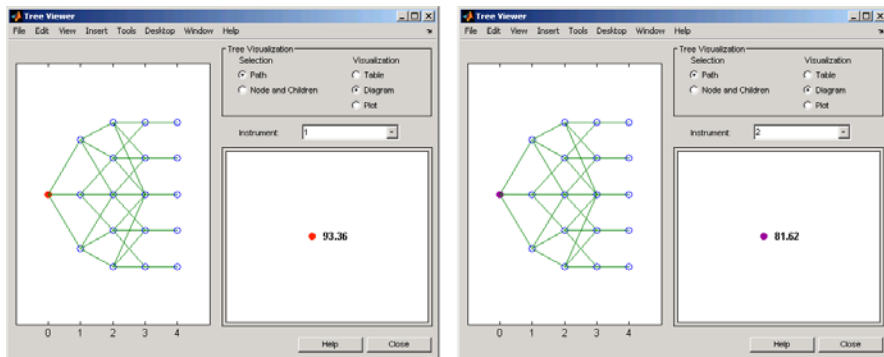 Tree Viewer
File Edit View Insert Tools Desktop Window Help
Tree Visualization
Selection Visualization
Path Table
Node and Children Diagram
Plot
Instrument: 1
93.36
0 1 2 3 4
Help Close
Tree Viewer
File Edit View Insert Tools Desktop Window Help
Tree Visualization
Selection Visualization
Path Table
Node and Children Diagram
Plot
Instrument: 2
81.62
0 1 2 3 4
Help Close